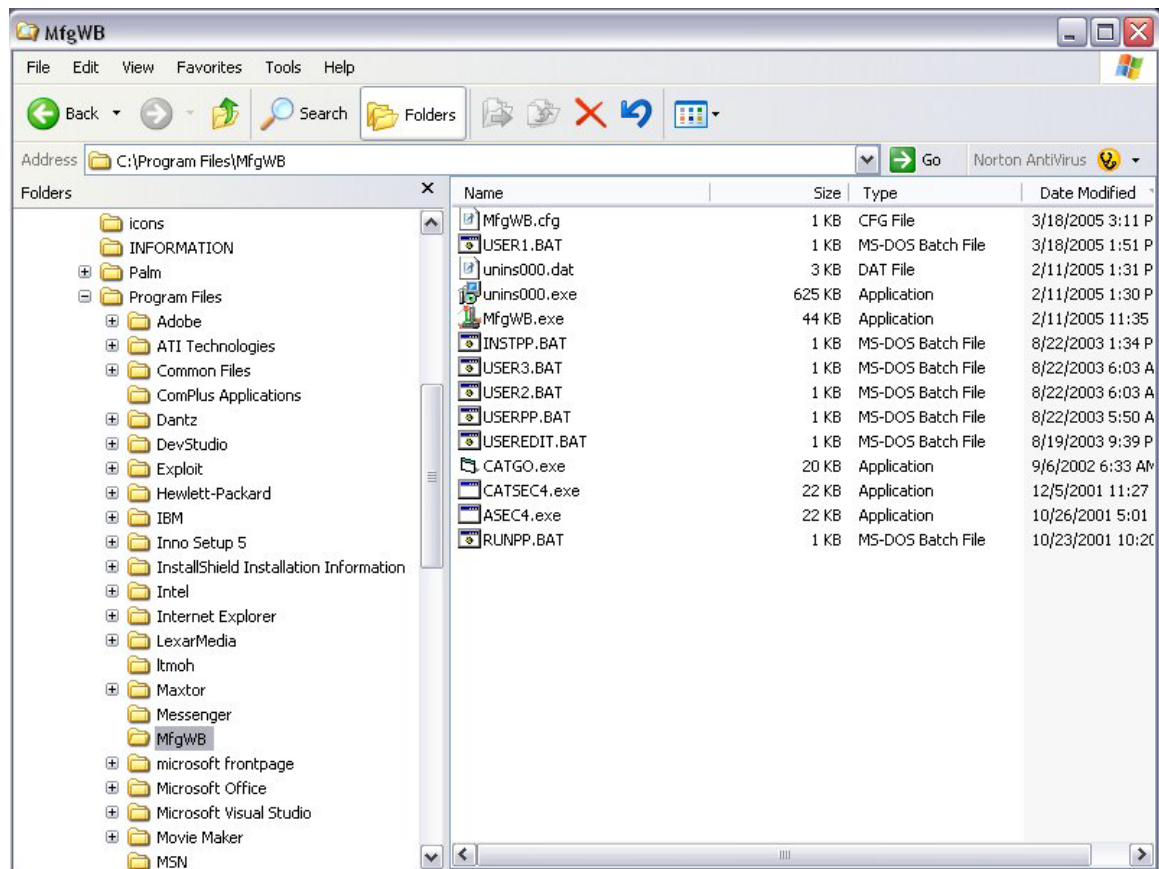 MfgWB
File Edit View Favorites Tools Help
Back Search Folders
Address C:\Program Files\MfgWB Go Norton AntiVirus
Folders
icons
INFORMATION
Palm
Program Files
Adobe
ATI Technologies
Common Files
ComPlus Applications
Dantz
DevStudio
Exploit
Hewlett-Packard
IBM
Inno Setup 5
InstallShield Installation Information
Intel
Internet Explorer
LexarMedia
ltmoh
Maxtor
Messenger
MfgWB
microsoft frontpage
Microsoft Office
Microsoft Visual Studio
Movie Maker
MSN
Name Size Type Date Modified
MfgWB.cfg 1 KB CFG File 3/18/2005 3:11 P
USER1.BAT 1 KB MS-DOS Batch File 3/18/2005 1:51 P
unins000.dat 3 KB DAT File 2/11/2005 1:31 P
unins000.exe 625 KB Application 2/11/2005 1:30 P
MfgWB.exe 44 KB Application 2/11/2005 11:35
INSTPP.BAT 1 KB MS-DOS Batch File 8/22/2003 1:34 P
USER3.BAT 1 KB MS-DOS Batch File 8/22/2003 6:03 A
USER2.BAT 1 KB MS-DOS Batch File 8/22/2003 6:03 A
USERPP.BAT 1 KB MS-DOS Batch File 8/22/2003 5:50 A
USEREDIT.BAT 1 KB MS-DOS Batch File 8/19/2003 9:39 P
CATGO.exe 20 KB Application 9/6/2002 6:33 AM
CATSEC4.exe 22 KB Application 12/5/2001 11:27
ASEC4.exe 22 KB Application 10/26/2001 5:01
RUNPP.BAT 1 KB MS-DOS Batch File 10/23/2001 10:20